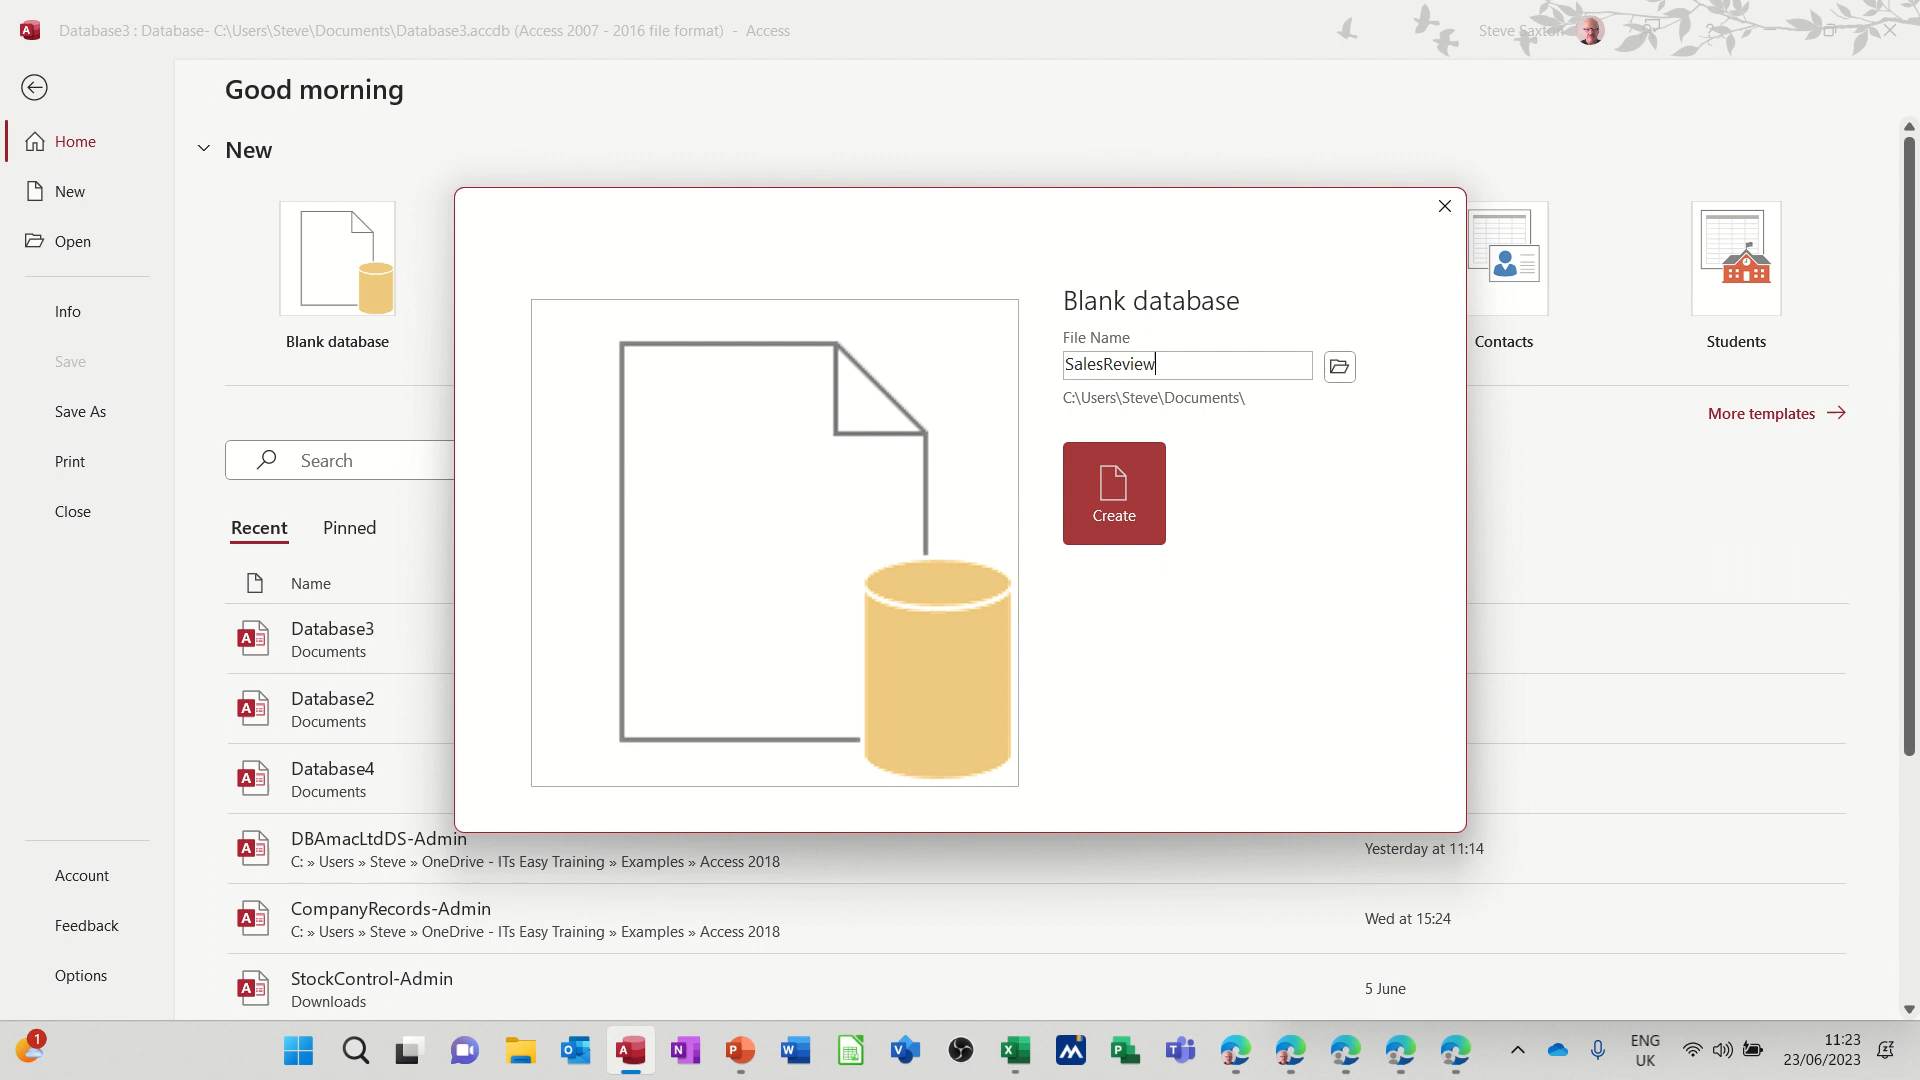 Database3 : Database- C:\Users\Steve\Documents\Database3.accdb (Access 2007 - 2016 file format) - Access
Steve Saxton
Good morning
Home
New
New
Open
Info
Save
Save As
Print
Close
Account
Feedback
Options
Blank database
Contacts
Students
More templates
Blank database
File Name
SalesReview
C:\Users\Steve\Documents\
Create
Search
Recent Pinned
Name
Database3
Documents
Database2
Documents
Database4
Documents
DBAmacLtdDS-Admin
C: » Users » Steve » OneDrive - ITs Easy Training » Examples » Access 2018
Yesterday at 11:14
CompanyRecords-Admin
C: » Users » Steve » OneDrive - ITs Easy Training » Examples » Access 2018
Wed at 15:24
StockControl-Admin
Downloads
5 June
1
ENG
UK
11:23
23/06/2023